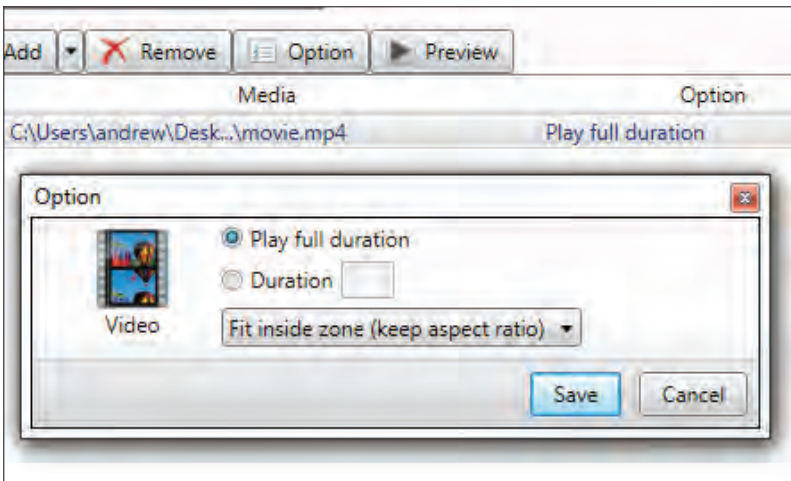 Add Remove Option Preview
Media Option
C:\Users\andrew\Desk...\movie.mp4 Play full duration
Option
Play full duration
Duration
Video
Fit inside zone (keep aspect ratio)
Save Cancel